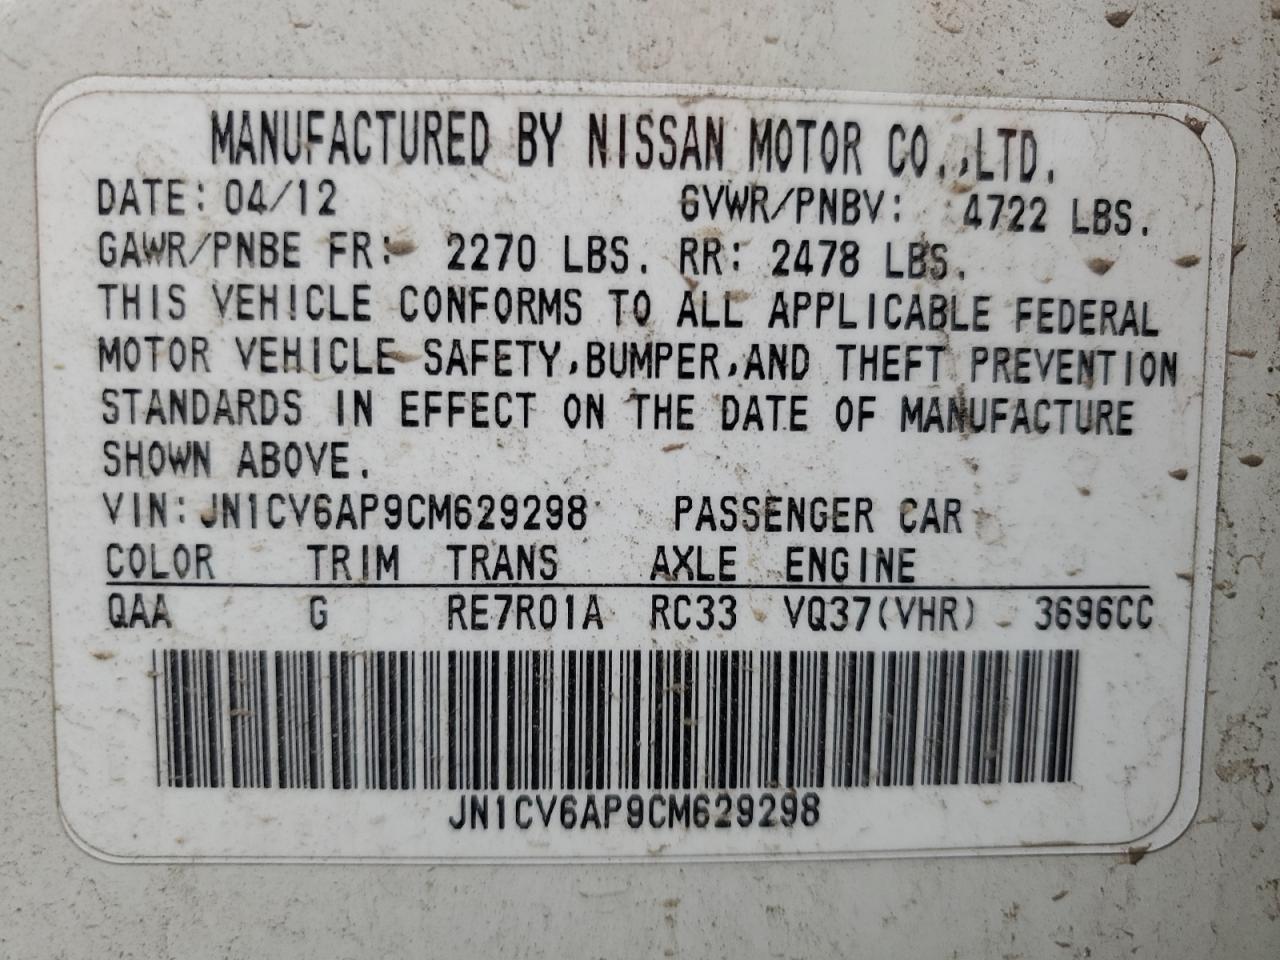 MANUFACTURED BY NISSAN MOTOR CO.,LTD.
DATE: 04/12 GVWR/PNBV: 4722 LBS.
GAWR/PNBE FR: 2270 LBS. RR: 2478 LBS.
THIS VEHICLE CONFORMS TO ALL APPLICABLE FEDERAL
MOTOR VEHICLE SAFETY,BUMPER,AND THEFT PREVENTION
STANDARDS IN EFFECT ON THE DATE OF MANUFACTURE
SHOWN ABOVE.
VIN: JN1CV6AP9CM629298 PASSENGER CAR
COLOR TRIM TRANS AXLE ENGINE
QAA G RE7R01A RC33 VQ37(VHR) 3696CC
JN1CV6AP9CM629298